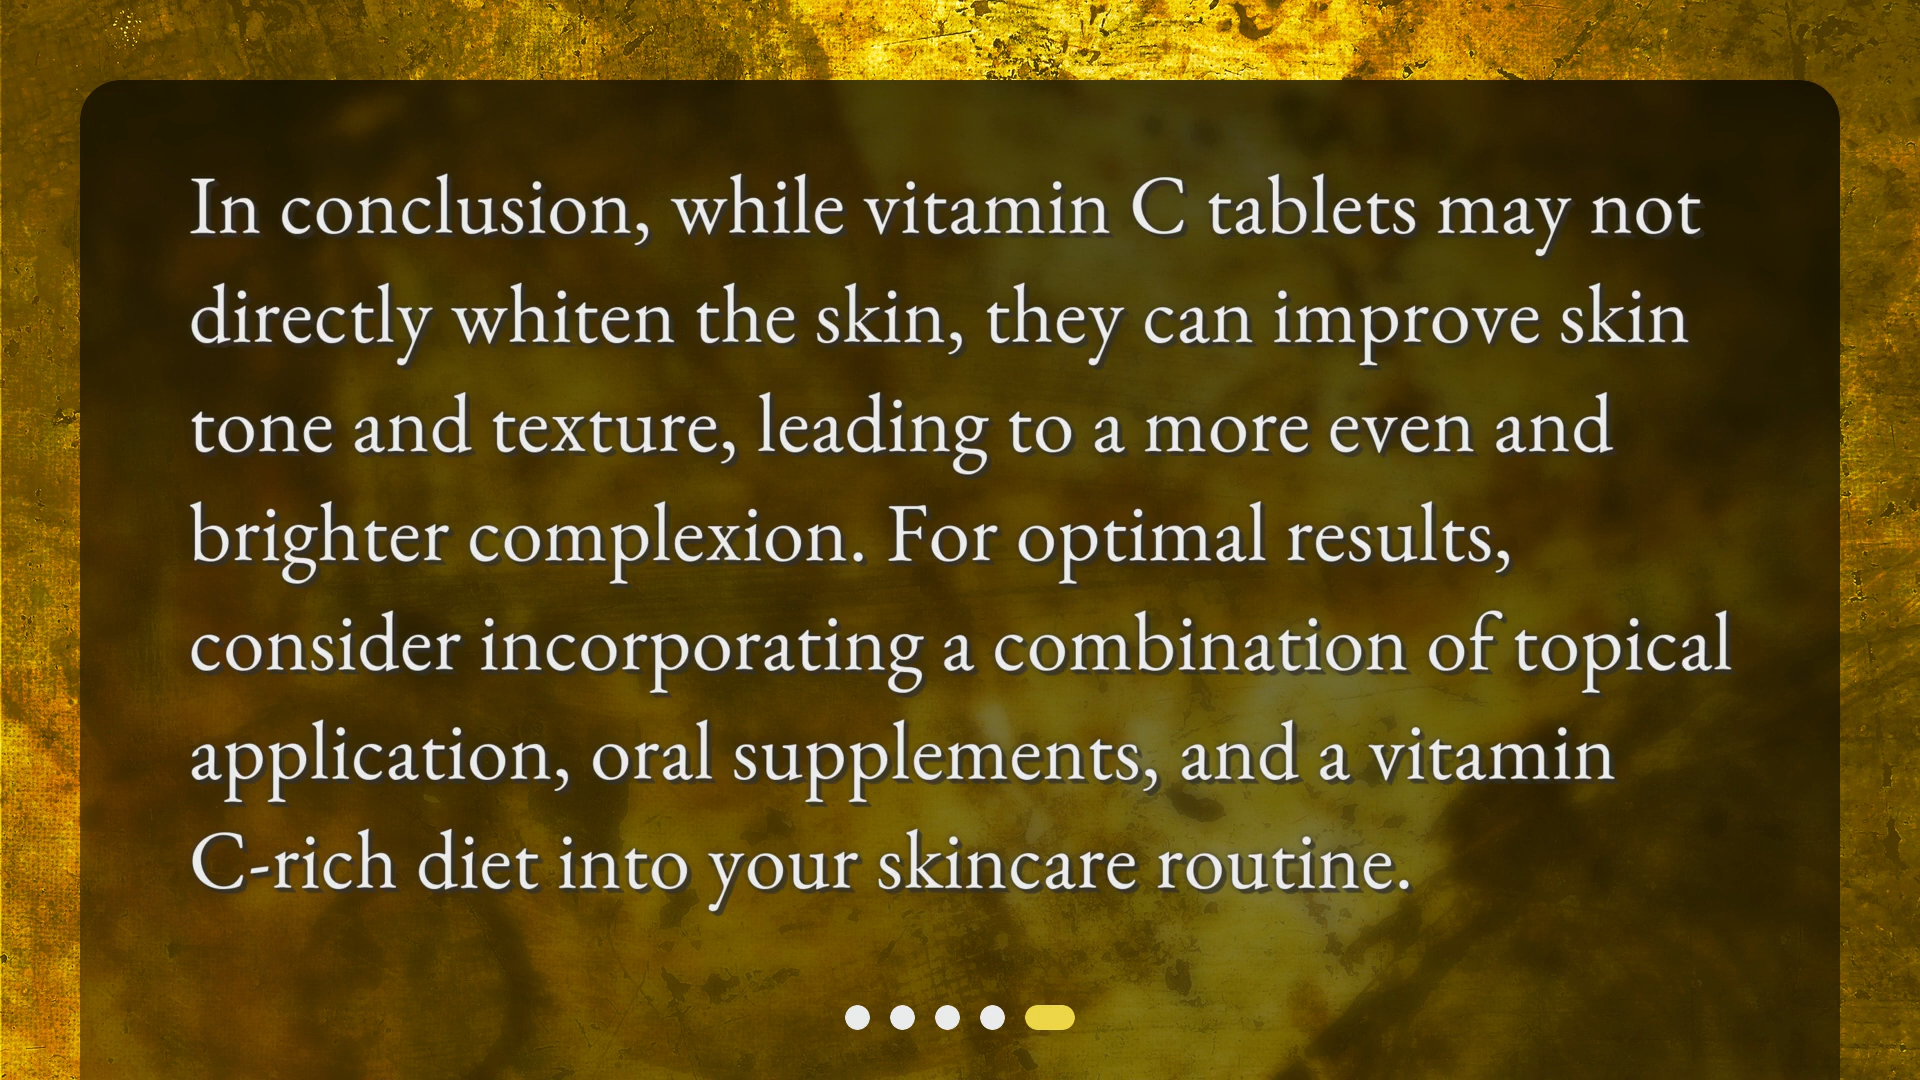 In conclusion, while vitamin C tablets may not
directly whiten the skin, they can improve skin
tone and texture, leading to a more even and
brighter complexion. For optimal results,
consider incorporating a combination of topical
application, oral supplements, and a vitamin
C-rich diet into your skincare routine.